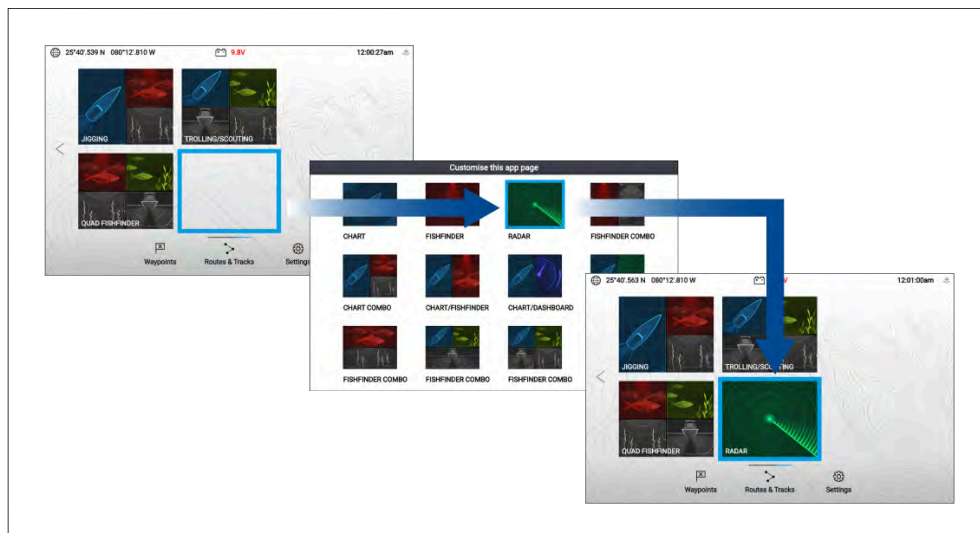 25°40'.539 N 080°12'.810 W 9.8V 12:00:27am
JIGGING TROLLING/SCOUTING
QUAD FISHFINDER
Waypoints Routes & Tracks Settings
Customise this app page
CHART FISHFINDER RADAR FISHFINDER COMBO
CHART COMBO CHART/FISHFINDER CHART/DASHBOARD
FISHFINDER COMBO FISHFINDER COMBO FISHFINDER COMBO
25°40'.563 N 080°12'.810 W V 12:01:00am
JIGGING TROLLING/SCOUTING
QUAD FISHFINDER RADAR
Waypoints Routes & Tracks Settings